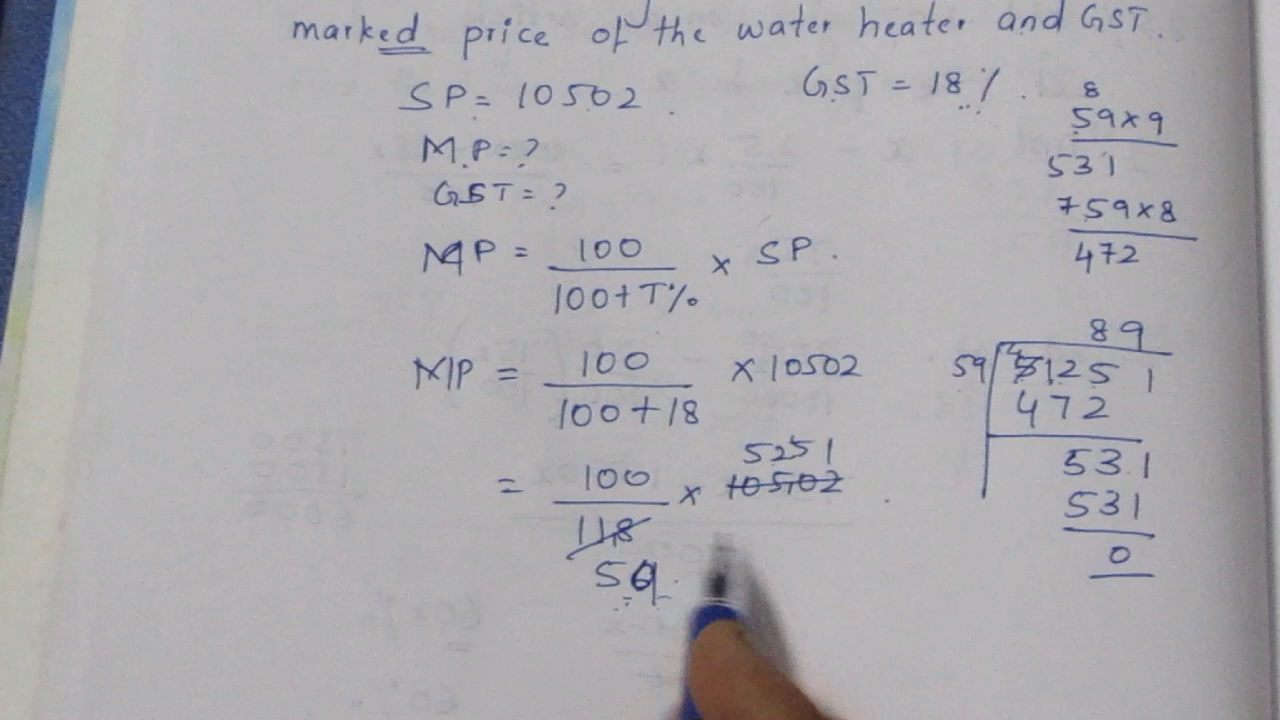 marked price of the water heater and GST.
SP = 10502 . GST = 18 % .
M.P = ?
GST = ?
MP = 100 / 100 + T% × SP .
MP = 100 / 100 + 18 × 10502
= 100 / 118 × 10502
5251
59
8
59 × 9
531
7 59 × 8
472
89
59 5251
472
531
531
0